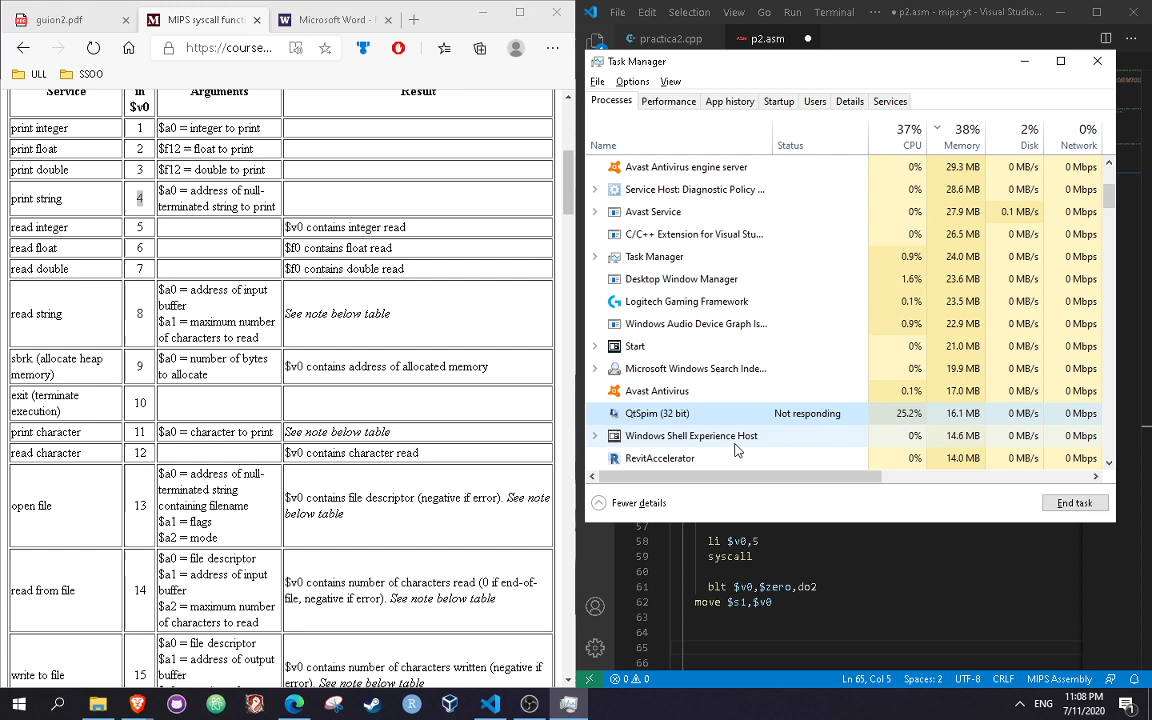 guion2.pdf
MIPS syscall functi
Microsoft Word -
https://course...
ULL
SSOO
Service
in
$v0
Arguments
Result
print integer 1 $a0 = integer to print
print float 2 $f12 = float to print
print double 3 $f12 = double to print
print string 4 $a0 = address of null-
terminated string to print
read integer 5 $v0 contains integer read
read float 6 $f0 contains float read
read double 7 $f0 contains double read
read string 8 $a0 = address of input
buffer
$a1 = maximum number
of characters to read
See note below table
sbrk (allocate heap
memory)
9 $a0 = number of bytes
to allocate
$v0 contains address of allocated memory
exit (terminate
execution)
10
print character 11 $a0 = character to print See note below table
read character 12 $v0 contains character read
open file 13 $a0 = address of null-
terminated string
containing filename
$a1 = flags
$a2 = mode
$v0 contains file descriptor (negative if error). See note
below table
read from file 14 $a0 = file descriptor
$a1 = address of input
buffer
$a2 = maximum number
of characters to read
$v0 contains number of characters read (0 if end-of-
file, negative if error). See note below table
write to file 15 $a0 = file descriptor
$a1 = address of output
buffer
$v0 contains number of characters written (negative if
error). See note below table
File Edit Selection View Go Run Terminal ··· ● p2.asm - mips-yt - Visual Studio...
practica2.cpp
p2.asm
Task Manager
File Options View
Processes Performance App history Startup Users Details Services
37% 38% 2% 0%
Name Status CPU Memory Disk Network
Avast Antivirus engine server 0% 29.3 MB 0 MB/s 0 Mbps
Service Host: Diagnostic Policy ... 0% 28.6 MB 0 MB/s 0 Mbps
Avast Service 0% 27.9 MB 0.1 MB/s 0 Mbps
C/C++ Extension for Visual Stu... 0% 26.5 MB 0 MB/s 0 Mbps
Task Manager 0.9% 24.0 MB 0 MB/s 0 Mbps
Desktop Window Manager 1.6% 23.6 MB 0 MB/s 0 Mbps
Logitech Gaming Framework 0.1% 23.5 MB 0 MB/s 0 Mbps
Windows Audio Device Graph Is... 0.9% 22.9 MB 0 MB/s 0 Mbps
Start 0% 21.0 MB 0 MB/s 0 Mbps
Microsoft Windows Search Inde... 0% 19.9 MB 0 MB/s 0 Mbps
Avast Antivirus 0.1% 17.0 MB 0 MB/s 0 Mbps
QtSpim (32 bit) Not responding 25.2% 16.1 MB 0 MB/s 0 Mbps
Windows Shell Experience Host 0% 14.6 MB 0 MB/s 0 Mbps
RevitAccelerator 0% 14.0 MB 0 MB/s 0 Mbps
Fewer details
End task
57
58 li $v0,5
59 syscall
60
61 blt $v0,$zero,do2
62 move $s1,$v0
63
64
65
66
0 0 Ln 65, Col 5 Spaces: 2 UTF-8 CRLF MIPS Assembly
ENG
11:08 PM
7/11/2020
1